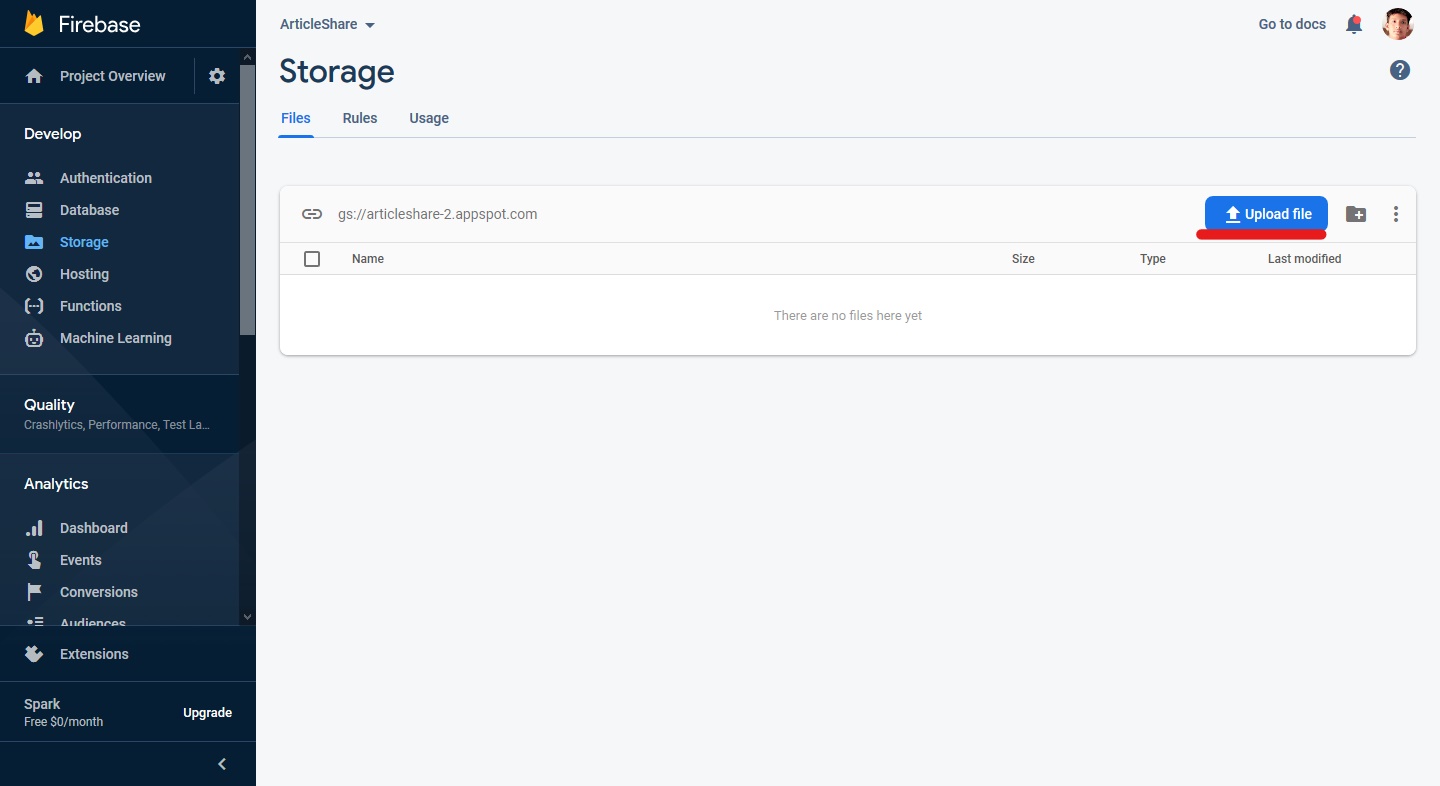 Firebase
Project Overview
Develop
Authentication
Database
Storage
Hosting
Functions
Machine Learning
Quality
Crashlytics, Performance, Test La...
Analytics
Dashboard
Events
Conversions
Audiences
Extensions
Spark
Free $0/month
Upgrade
ArticleShare
Go to docs
Storage
Files Rules Usage
gs://articleshare-2.appspot.com
Upload file
Name Size Type Last modified
There are no files here yet